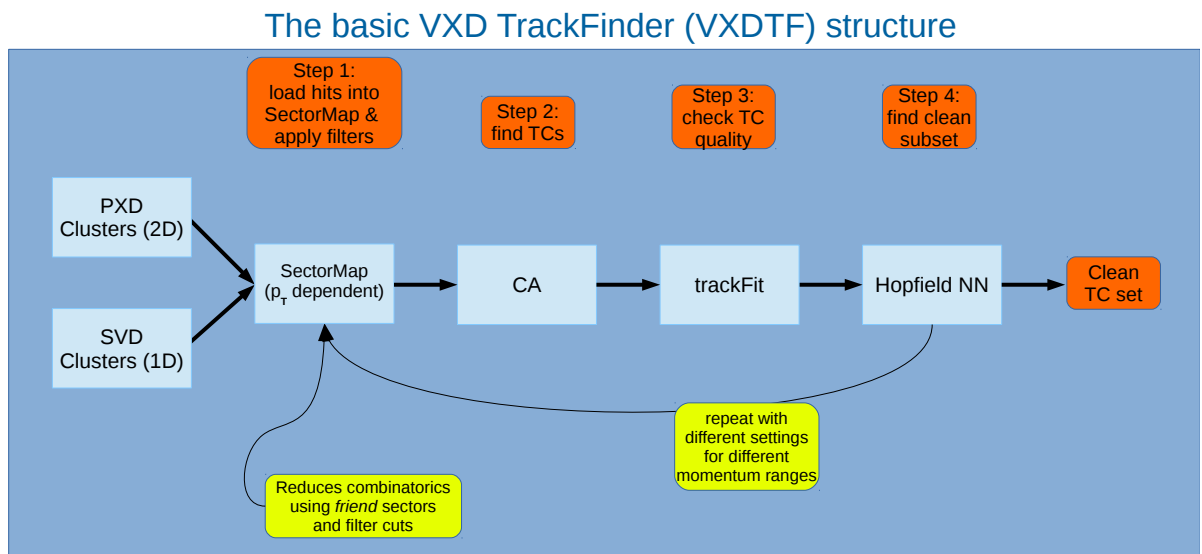 The basic VXD TrackFinder (VXDTF) structure
Step 1:
load hits into
SectorMap &
apply filters
Step 2:
find TCs
Step 3:
check TC
quality
Step 4:
find clean
subset
PXD
Clusters (2D)
SVD
Clusters (1D)
SectorMap
(pT dependent)
CA
trackFit
Hopfield NN
Clean
TC set
repeat with
different settings
for different
momentum ranges
Reduces combinatorics
using friend sectors
and filter cuts